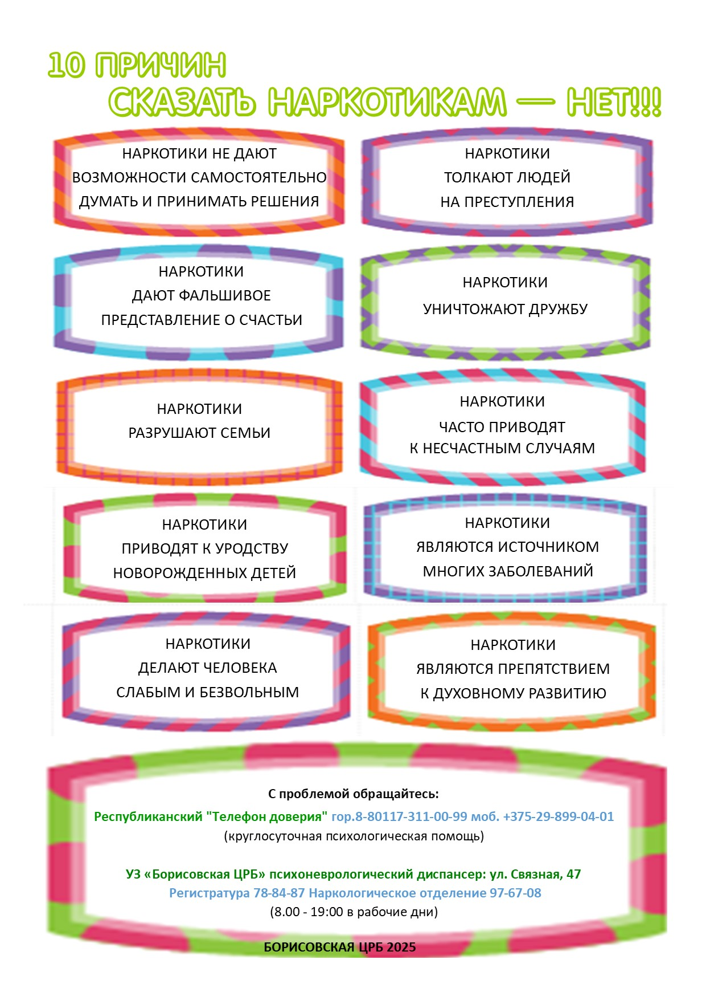 10 ПРИЧИН
СКАЗАТЬ НАРКОТИКАМ — НЕТ!!!
НАРКОТИКИ НЕ ДАЮТ
ВОЗМОЖНОСТИ САМОСТОЯТЕЛЬНО
ДУМАТЬ И ПРИНИМАТЬ РЕШЕНИЯ
НАРКОТИКИ
ТОЛКАЮТ ЛЮДЕЙ
НА ПРЕСТУПЛЕНИЯ
НАРКОТИКИ
ДАЮТ ФАЛЬШИВОЕ
ПРЕДСТАВЛЕНИЕ О СЧАСТЬИ
НАРКОТИКИ
УНИЧТОЖАЮТ ДРУЖБУ
НАРКОТИКИ
РАЗРУШАЮТ СЕМЬИ
НАРКОТИКИ
ЧАСТО ПРИВОДЯТ
К НЕСЧАСТНЫМ СЛУЧАЯМ
НАРКОТИКИ
ПРИВОДЯТ К УРОДСТВУ
НОВОРОЖДЕННЫХ ДЕТЕЙ
НАРКОТИКИ
ЯВЛЯЮТСЯ ИСТОЧНИКОМ
МНОГИХ ЗАБОЛЕВАНИЙ
НАРКОТИКИ
ДЕЛАЮТ ЧЕЛОВЕКА
СЛАБЫМ И БЕЗВОЛЬНЫМ
НАРКОТИКИ
ЯВЛЯЮТСЯ ПРЕПЯТСТВИЕМ
К ДУХОВНОМУ РАЗВИТИЮ
С проблемой обращайтесь:
Республиканский "Телефон доверия" гор.8-80117-311-00-99 моб. +375-29-899-04-01
(круглосуточная психологическая помощь)
УЗ «Борисовская ЦРБ» психоневрологический диспансер: ул. Связная, 47
Регистратура 78-84-87 Наркологическое отделение 97-67-08
(8.00 - 19:00 в рабочие дни)
БОРИСОВСКАЯ ЦРБ 2025